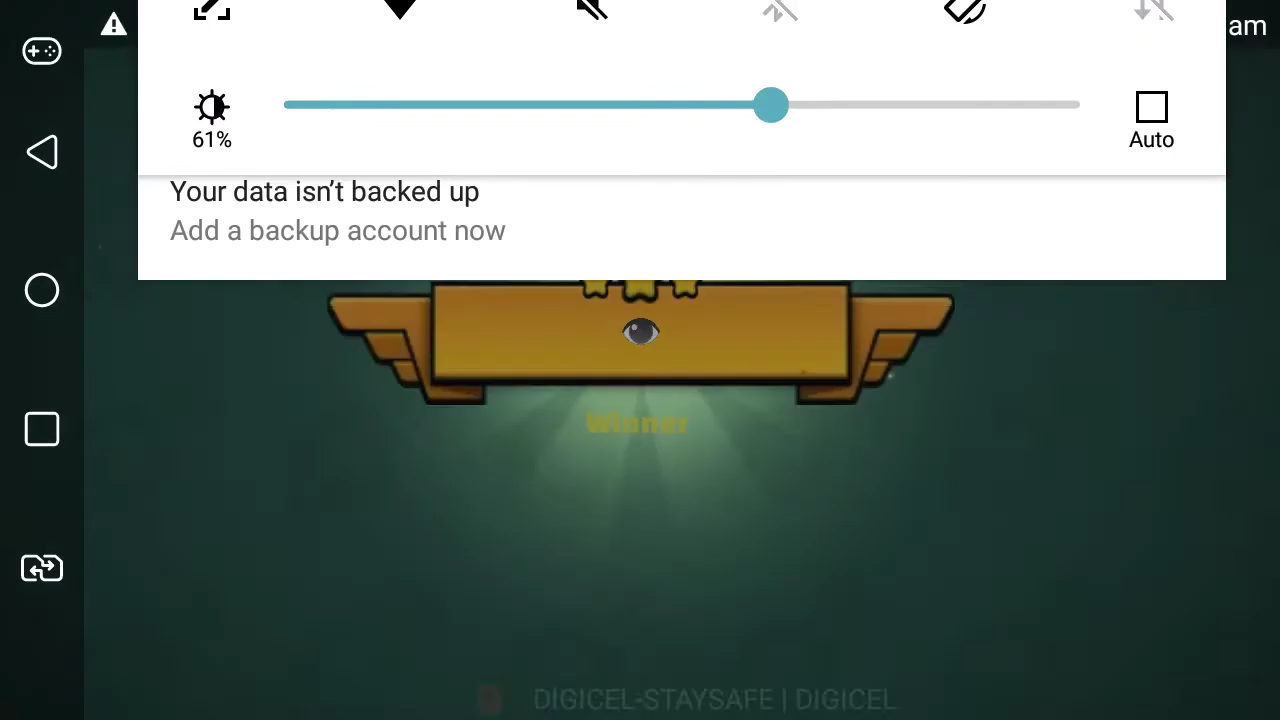 am
61%
Auto
Your data isn’t backed up
Add a backup account now
Winner
DIGICEL-STAYSAFE | DIGICEL